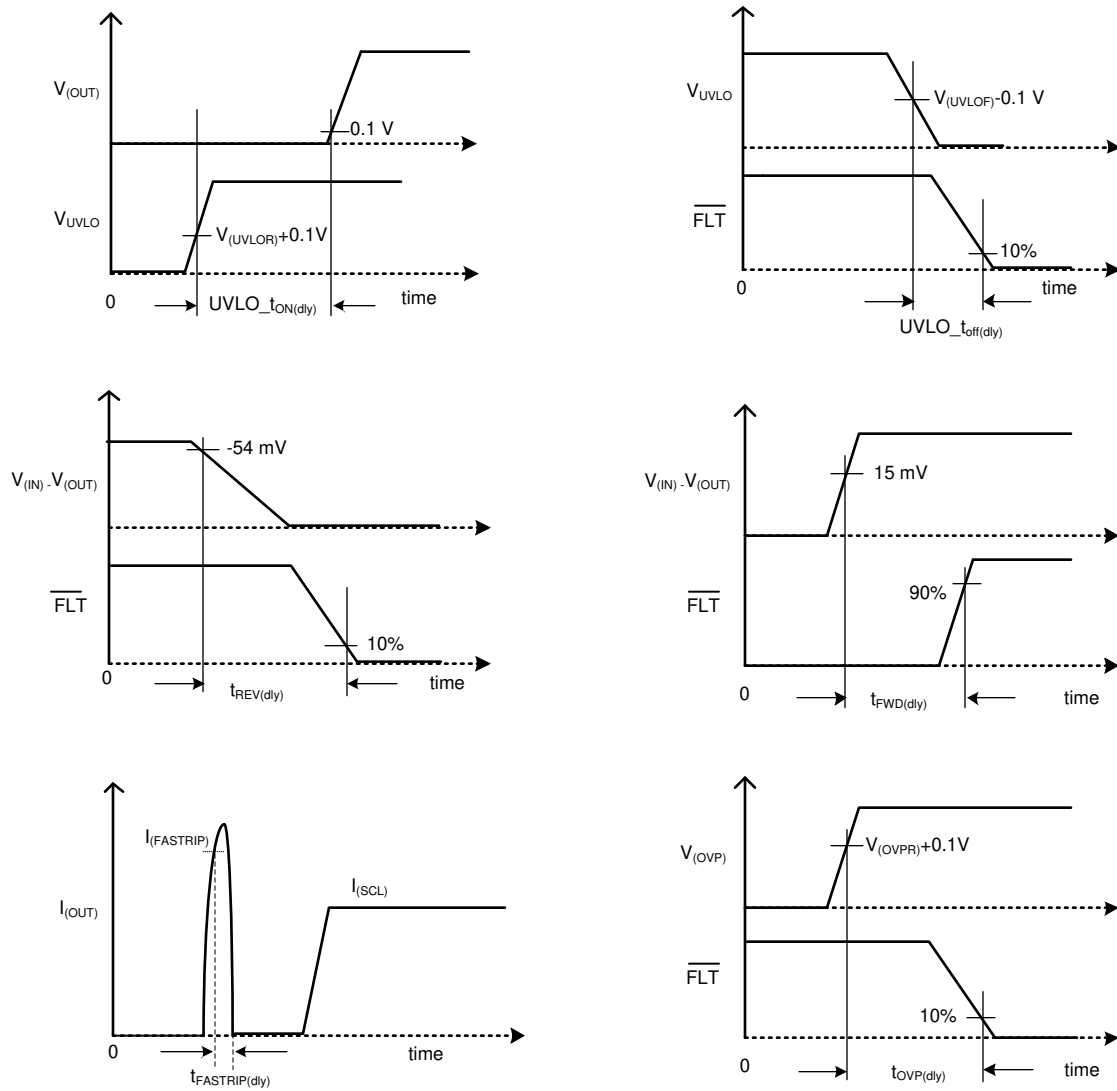 V(OUT)
0.1 V
VUVLO
V(UVLOR)+0.1V
0
UVLO_tON(dly)
time
VUVLO
V(UVLOF)-0.1 V
FLT
10%
0
time
UVLO_toff(dly)
V(IN) -V(OUT)
-54 mV
FLT
10%
0
tREV(dly)
time
V(IN) -V(OUT)
15 mV
FLT
90%
0
tFWD(dly)
time
I(FASTRIP)
I(OUT)
I(SCL)
0
tFASTRIP(dly)
time
V(OVP)
V(OVPR)+0.1V
FLT
10%
0
tOVP(dly)
time